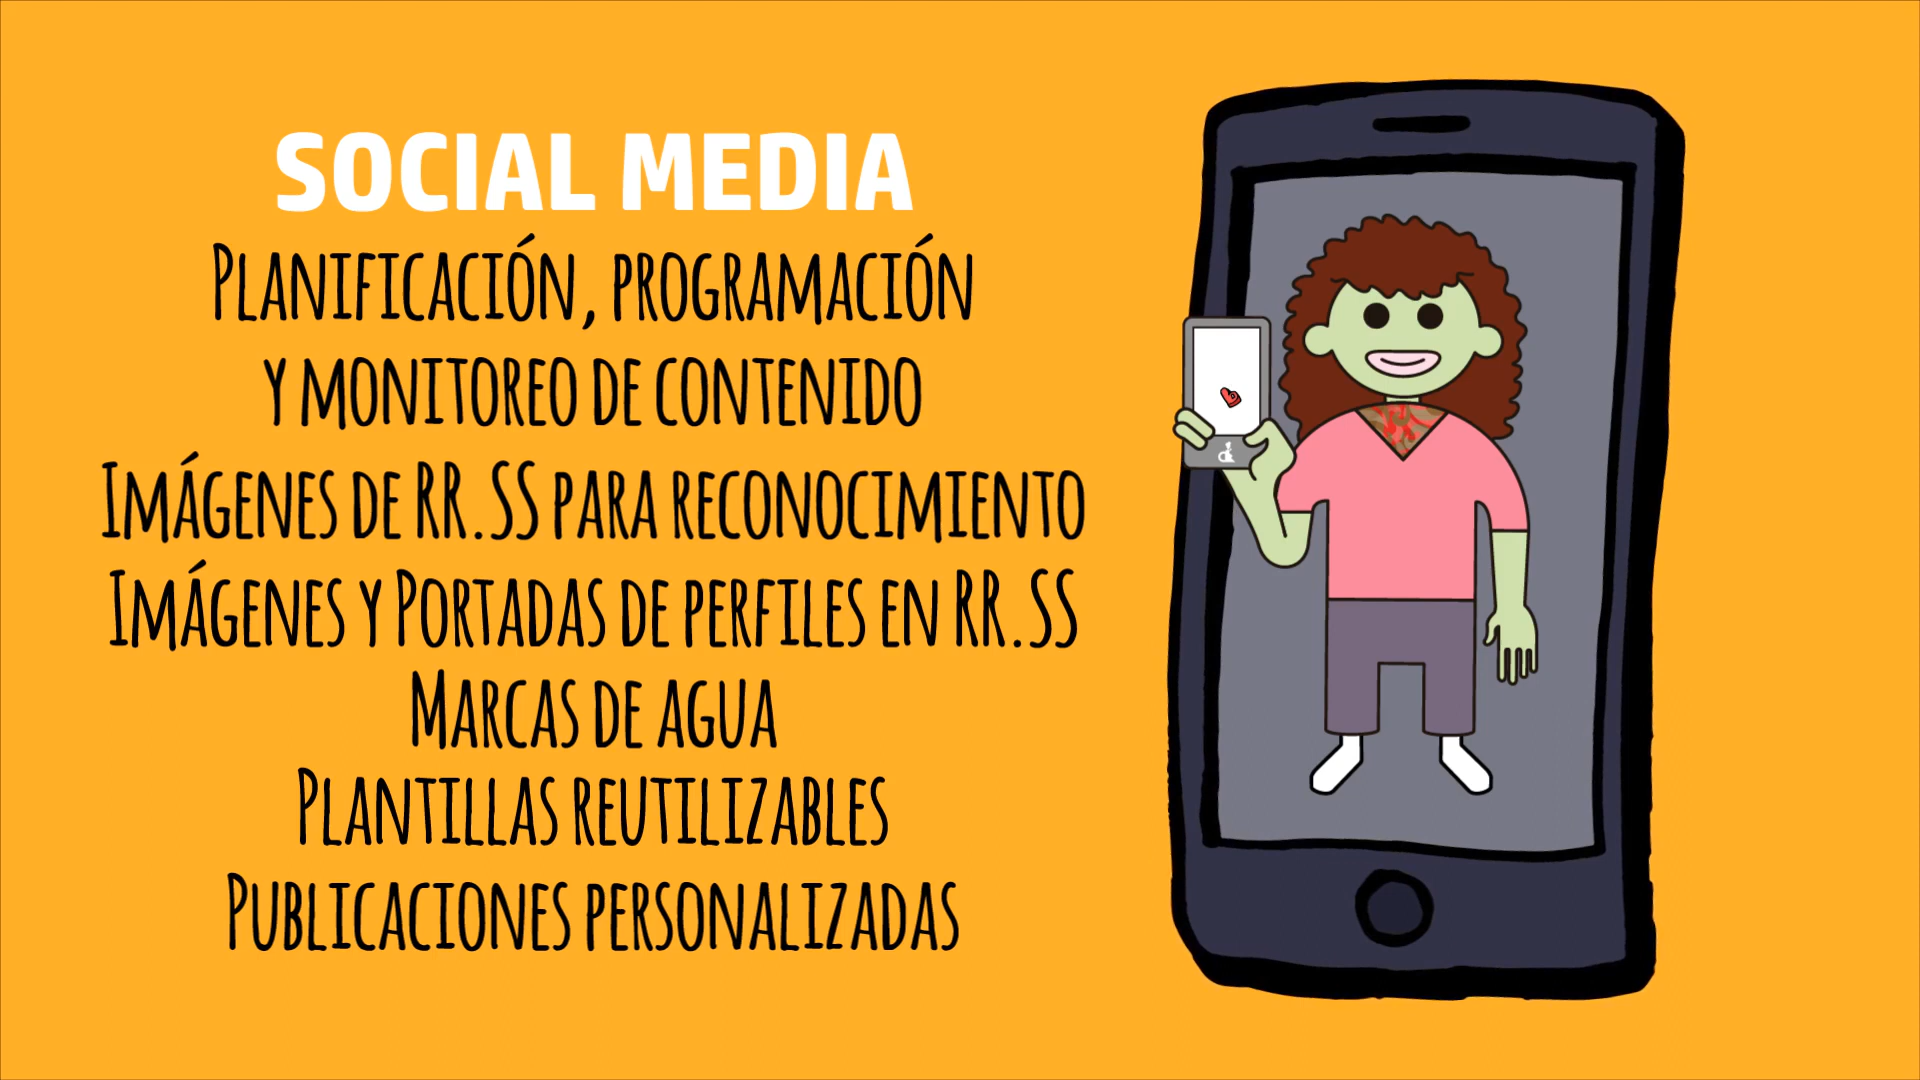 SOCIAL MEDIA
Planificación, programación
y monitoreo de contenido
Imágenes de RR.SS para reconocimiento
Imágenes y Portadas de perfiles en RR.SS
Marcas de agua
Plantillas reutilizables
Publicaciones personalizadas